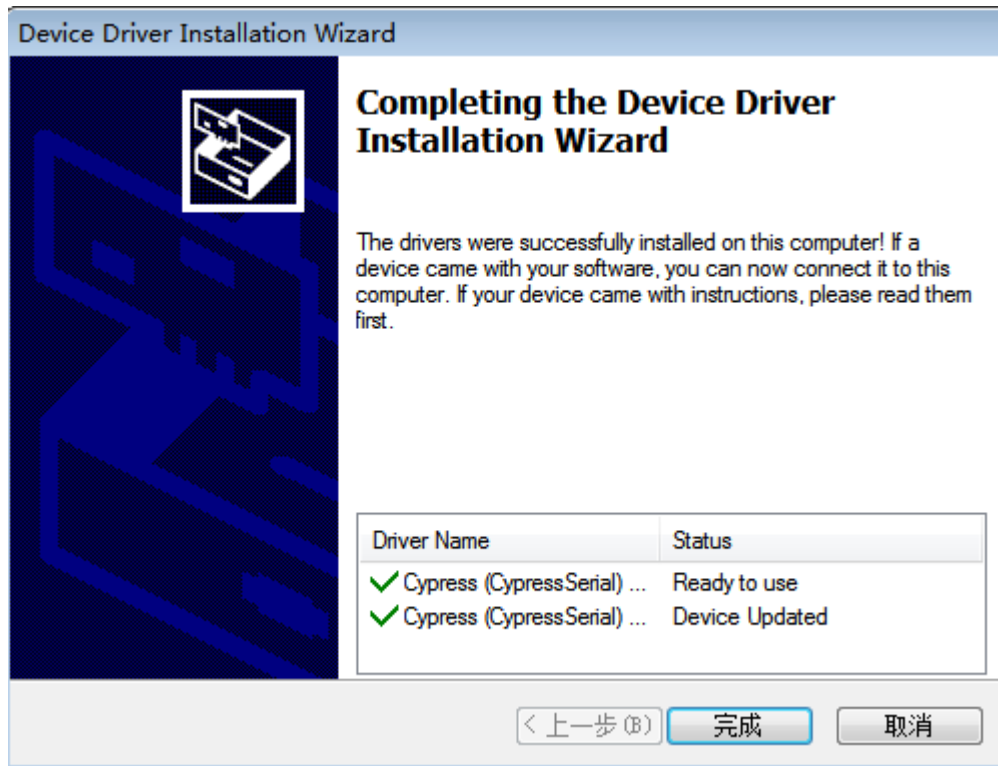 Device Driver Installation Wizard
Completing the Device Driver
Installation Wizard
The drivers were successfully installed on this computer! If a
device came with your software, you can now connect it to this
computer. If your device came with instructions, please read them
first.
Driver Name Status
Cypress (CypressSerial) ... Ready to use
Cypress (CypressSerial) ... Device Updated
< 上一步(B) 完成 取消